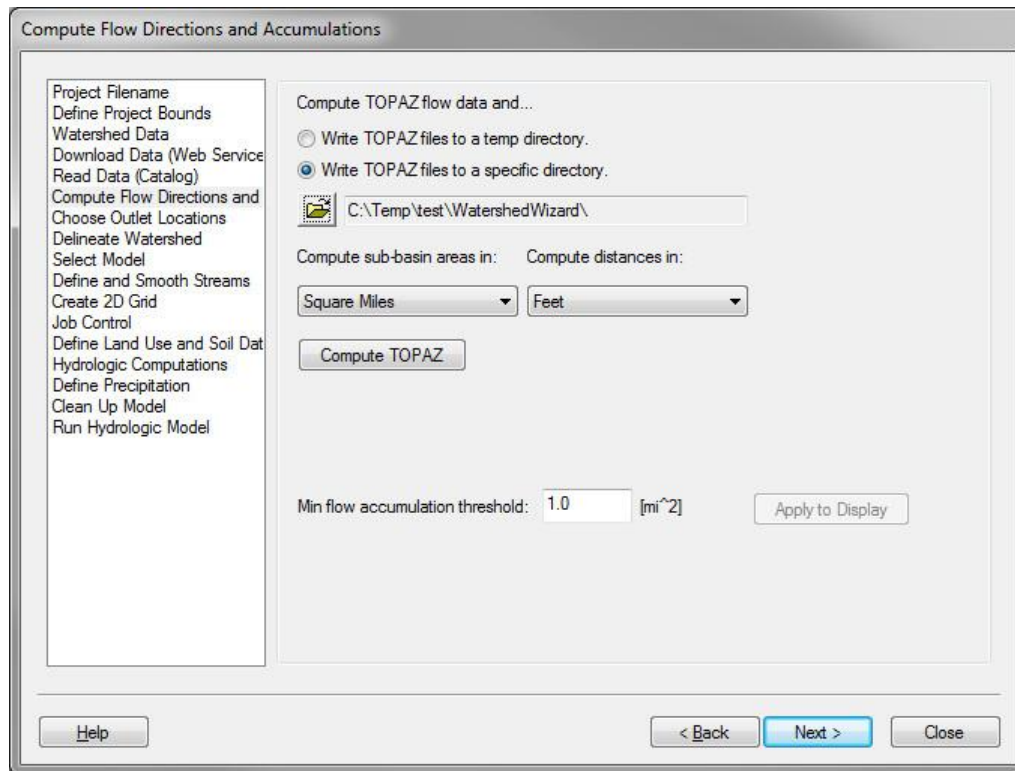 Compute Flow Directions and Accumulations
Project Filename
Define Project Bounds
Watershed Data
Download Data (Web Service
Read Data (Catalog)
Compute Flow Directions and
Choose Outlet Locations
Delineate Watershed
Select Model
Define and Smooth Streams
Create 2D Grid
Job Control
Define Land Use and Soil Dat
Hydrologic Computations
Define Precipitation
Clean Up Model
Run Hydrologic Model
Compute TOPAZ flow data and...
Write TOPAZ files to a temp directory.
Write TOPAZ files to a specific directory.
C:\Temp\test\WatershedWizard\
Compute sub-basin areas in: Compute distances in:
Square Miles Feet
Compute TOPAZ
Min flow accumulation threshold: 1.0 [mi^2] Apply to Display
Help < Back Next > Close